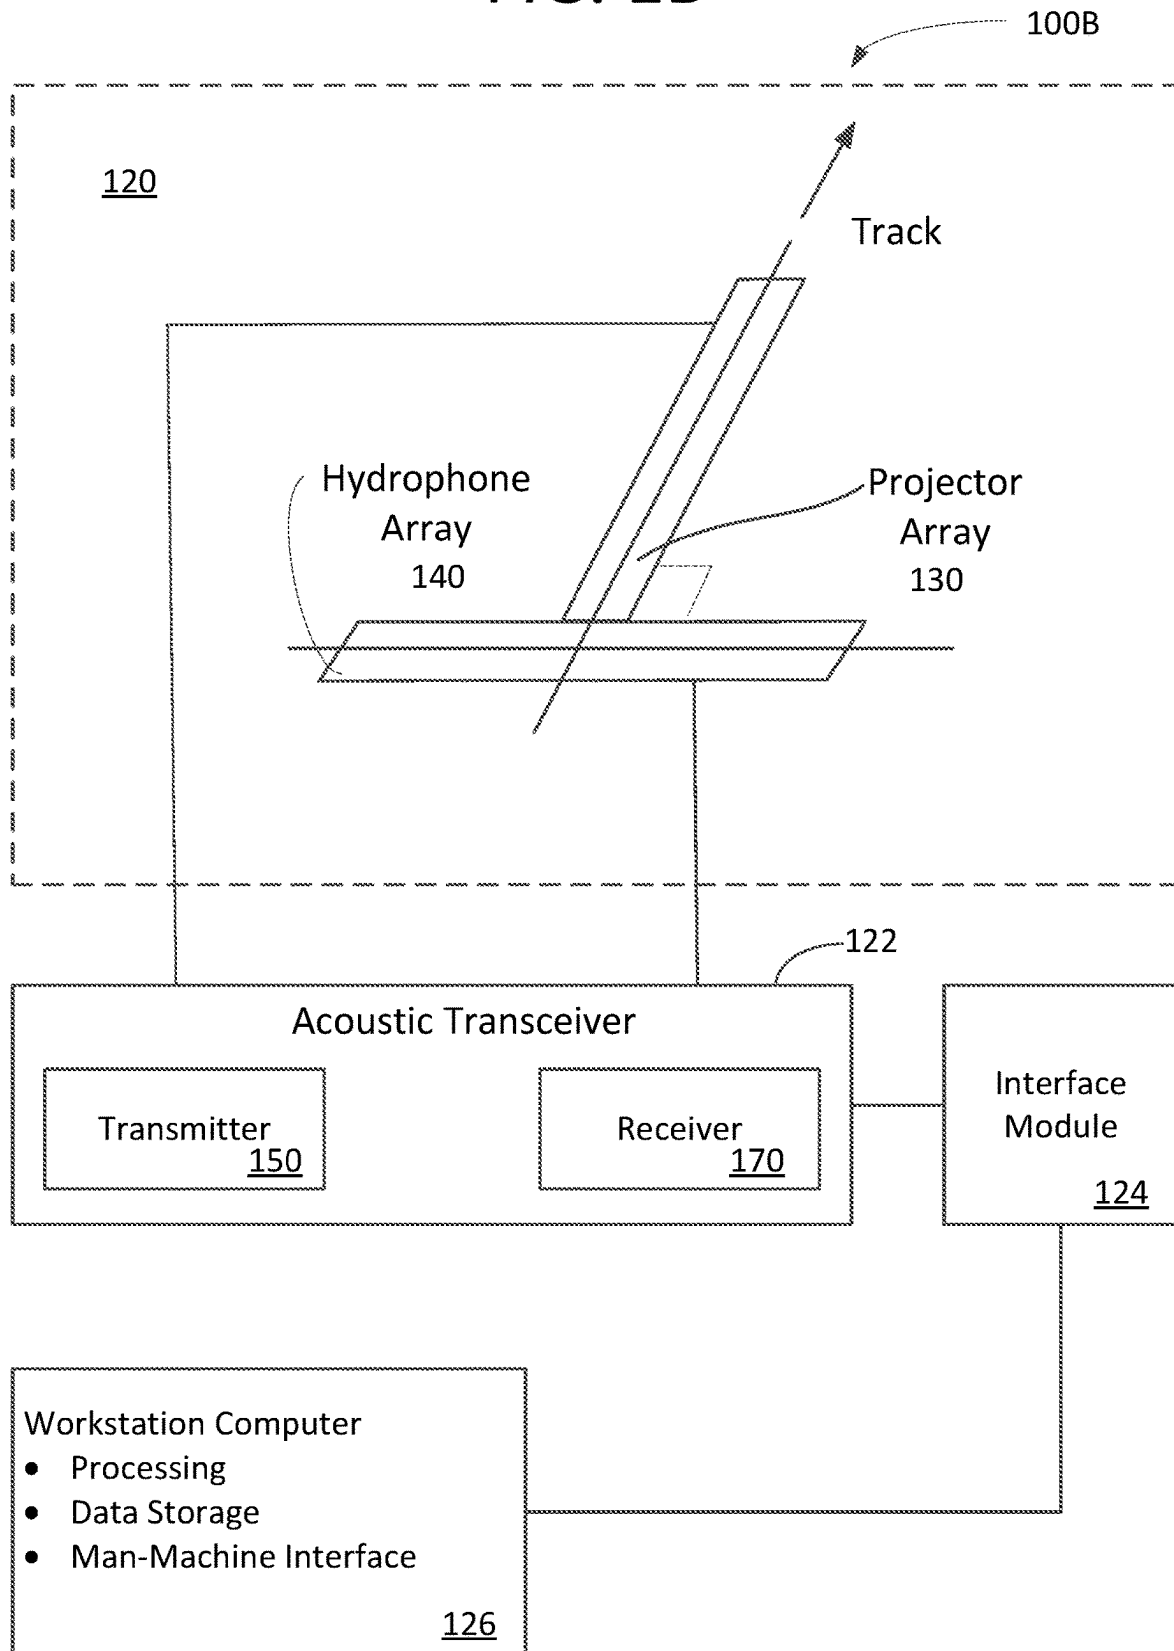 100B
120
Track
Hydrophone
Array
140
Projector
Array
130
122
Acoustic Transceiver
Transmitter
150
Receiver
170
Interface
Module
124
Workstation Computer
• Processing
• Data Storage
• Man-Machine Interface
126